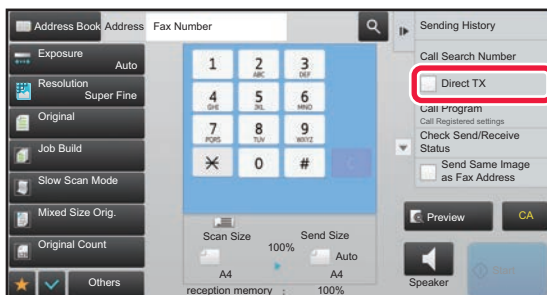 Address Book
Address
Fax Number
Exposure
Auto
Resolution
Super Fine
Original
Job Build
Slow Scan Mode
Mixed Size Orig.
Original Count
Others
1
2
ABC
3
DEF
4
GHI
5
JKL
6
MNO
7
PQRS
8
TUV
9
WXYZ
0
#
C
Scan Size
100%
Send Size
Auto
A4
A4
reception memory : 100%
Sending History
Call Search Number
Direct TX
Call Program
Call Registered settings
Check Send/Receive
Status
Send Same Image
as Fax Address
Preview
CA
Speaker
Start